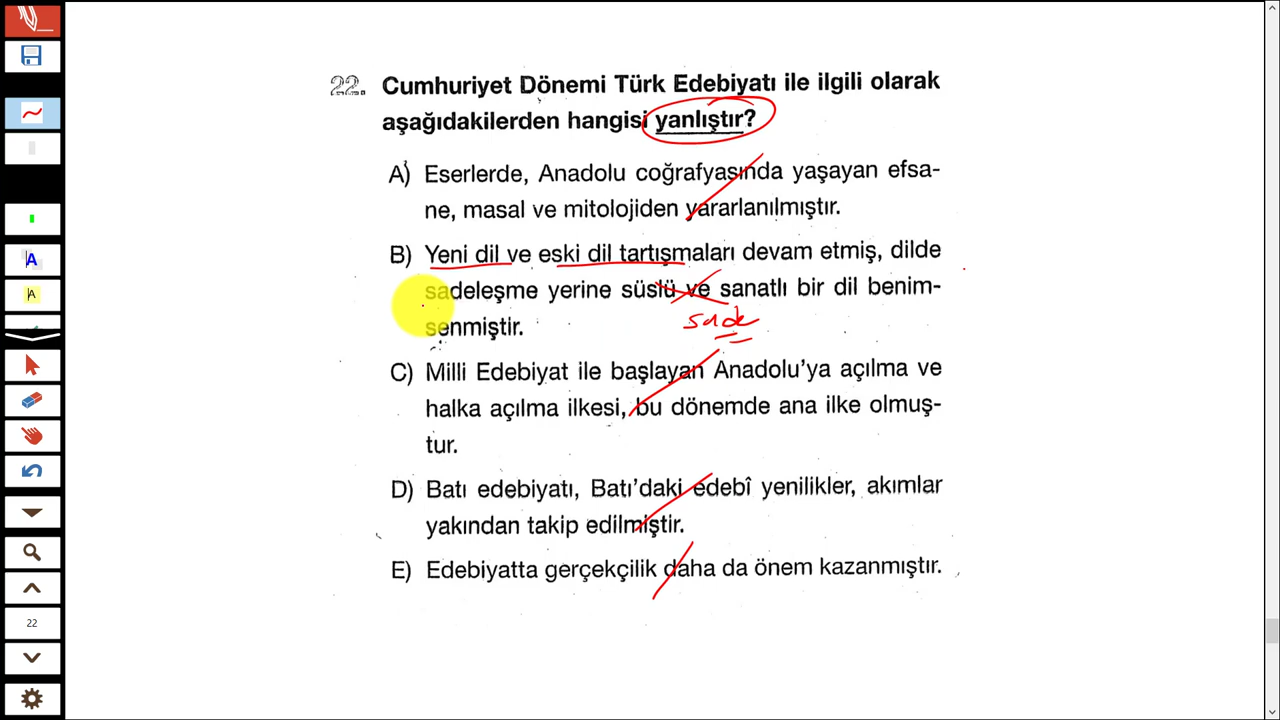 22. Cumhuriyet Dönemi Türk Edebiyatı ile ilgili olarak
aşağıdakilerden hangisi yanlıştır?
A) Eserlerde, Anadolu coğrafyasında yaşayan efsa-
ne, masal ve mitolojiden yararlanılmıştır.
B) Yeni dil ve eski dil tartışmaları devam etmiş, dilde
sadeleşme yerine süslü ve sanatlı bir dil benim-
senmiştir.
sade
C) Milli Edebiyat ile başlayan Anadolu'ya açılma ve
halka açılma ilkesi, bu dönemde ana ilke olmuş-
tur.
D) Batı edebiyatı, Batı'daki edebî yenilikler, akımlar
yakından takip edilmiştir.
E) Edebiyatta gerçekçilik daha da önem kazanmıştır.
A
A
22